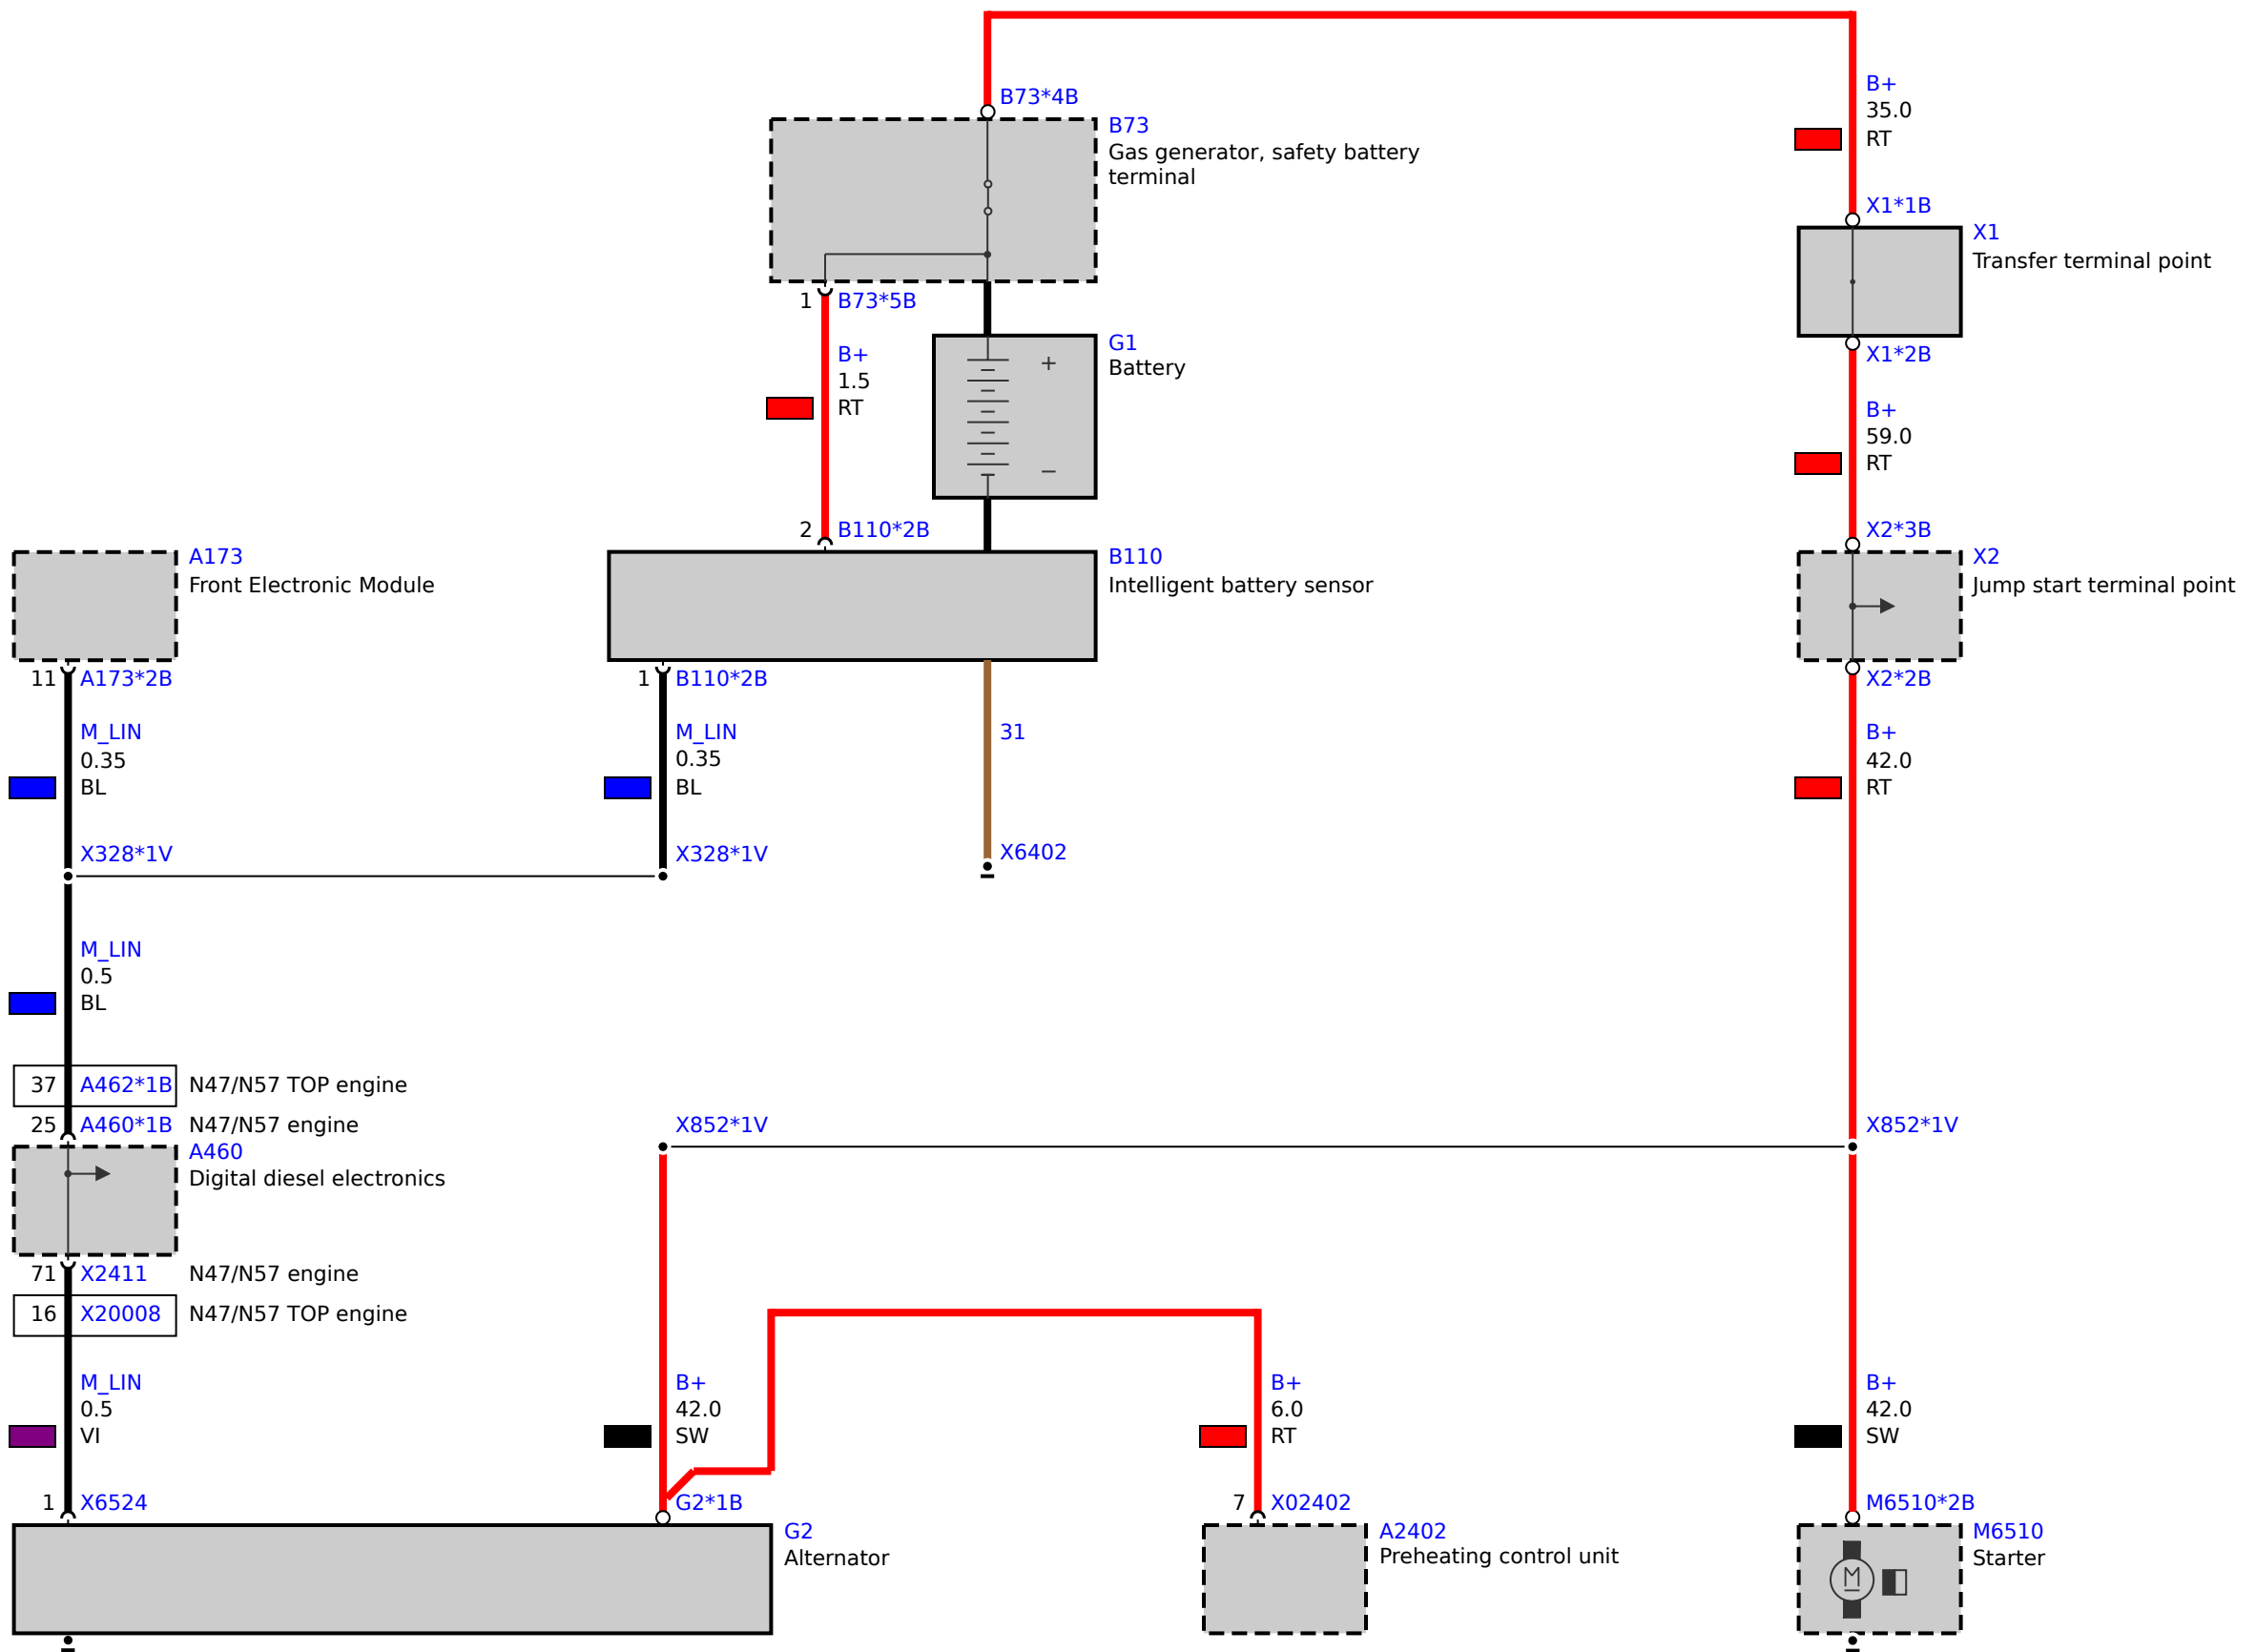 B73*4B
B73
Gas generator, safety battery
terminal
B+
35.0
RT
X1*1B
X1
Transfer terminal point
1 B73*5B
B+
1.5
RT
G1
Battery
+
−
X1*2B
B+
59.0
RT
2 B110*2B
B110
Intelligent battery sensor
X2*3B
X2
Jump start terminal point
A173
Front Electronic Module
11 A173*2B
1 B110*2B
X2*2B
M_LIN
0.35
BL
M_LIN
0.35
BL
31
B+
42.0
RT
X328*1V
X328*1V
X6402
M_LIN
0.5
BL
37 A462*1B N47/N57 TOP engine
25 A460*1B N47/N57 engine
A460
Digital diesel electronics
X852*1V
X852*1V
71 X2411 N47/N57 engine
16 X20008 N47/N57 TOP engine
M_LIN
0.5
VI
B+
42.0
SW
B+
6.0
RT
B+
42.0
SW
1 X6524
G2*1B
7 X02402
M6510*2B
G2
Alternator
A2402
Preheating control unit
M6510
Starter
M